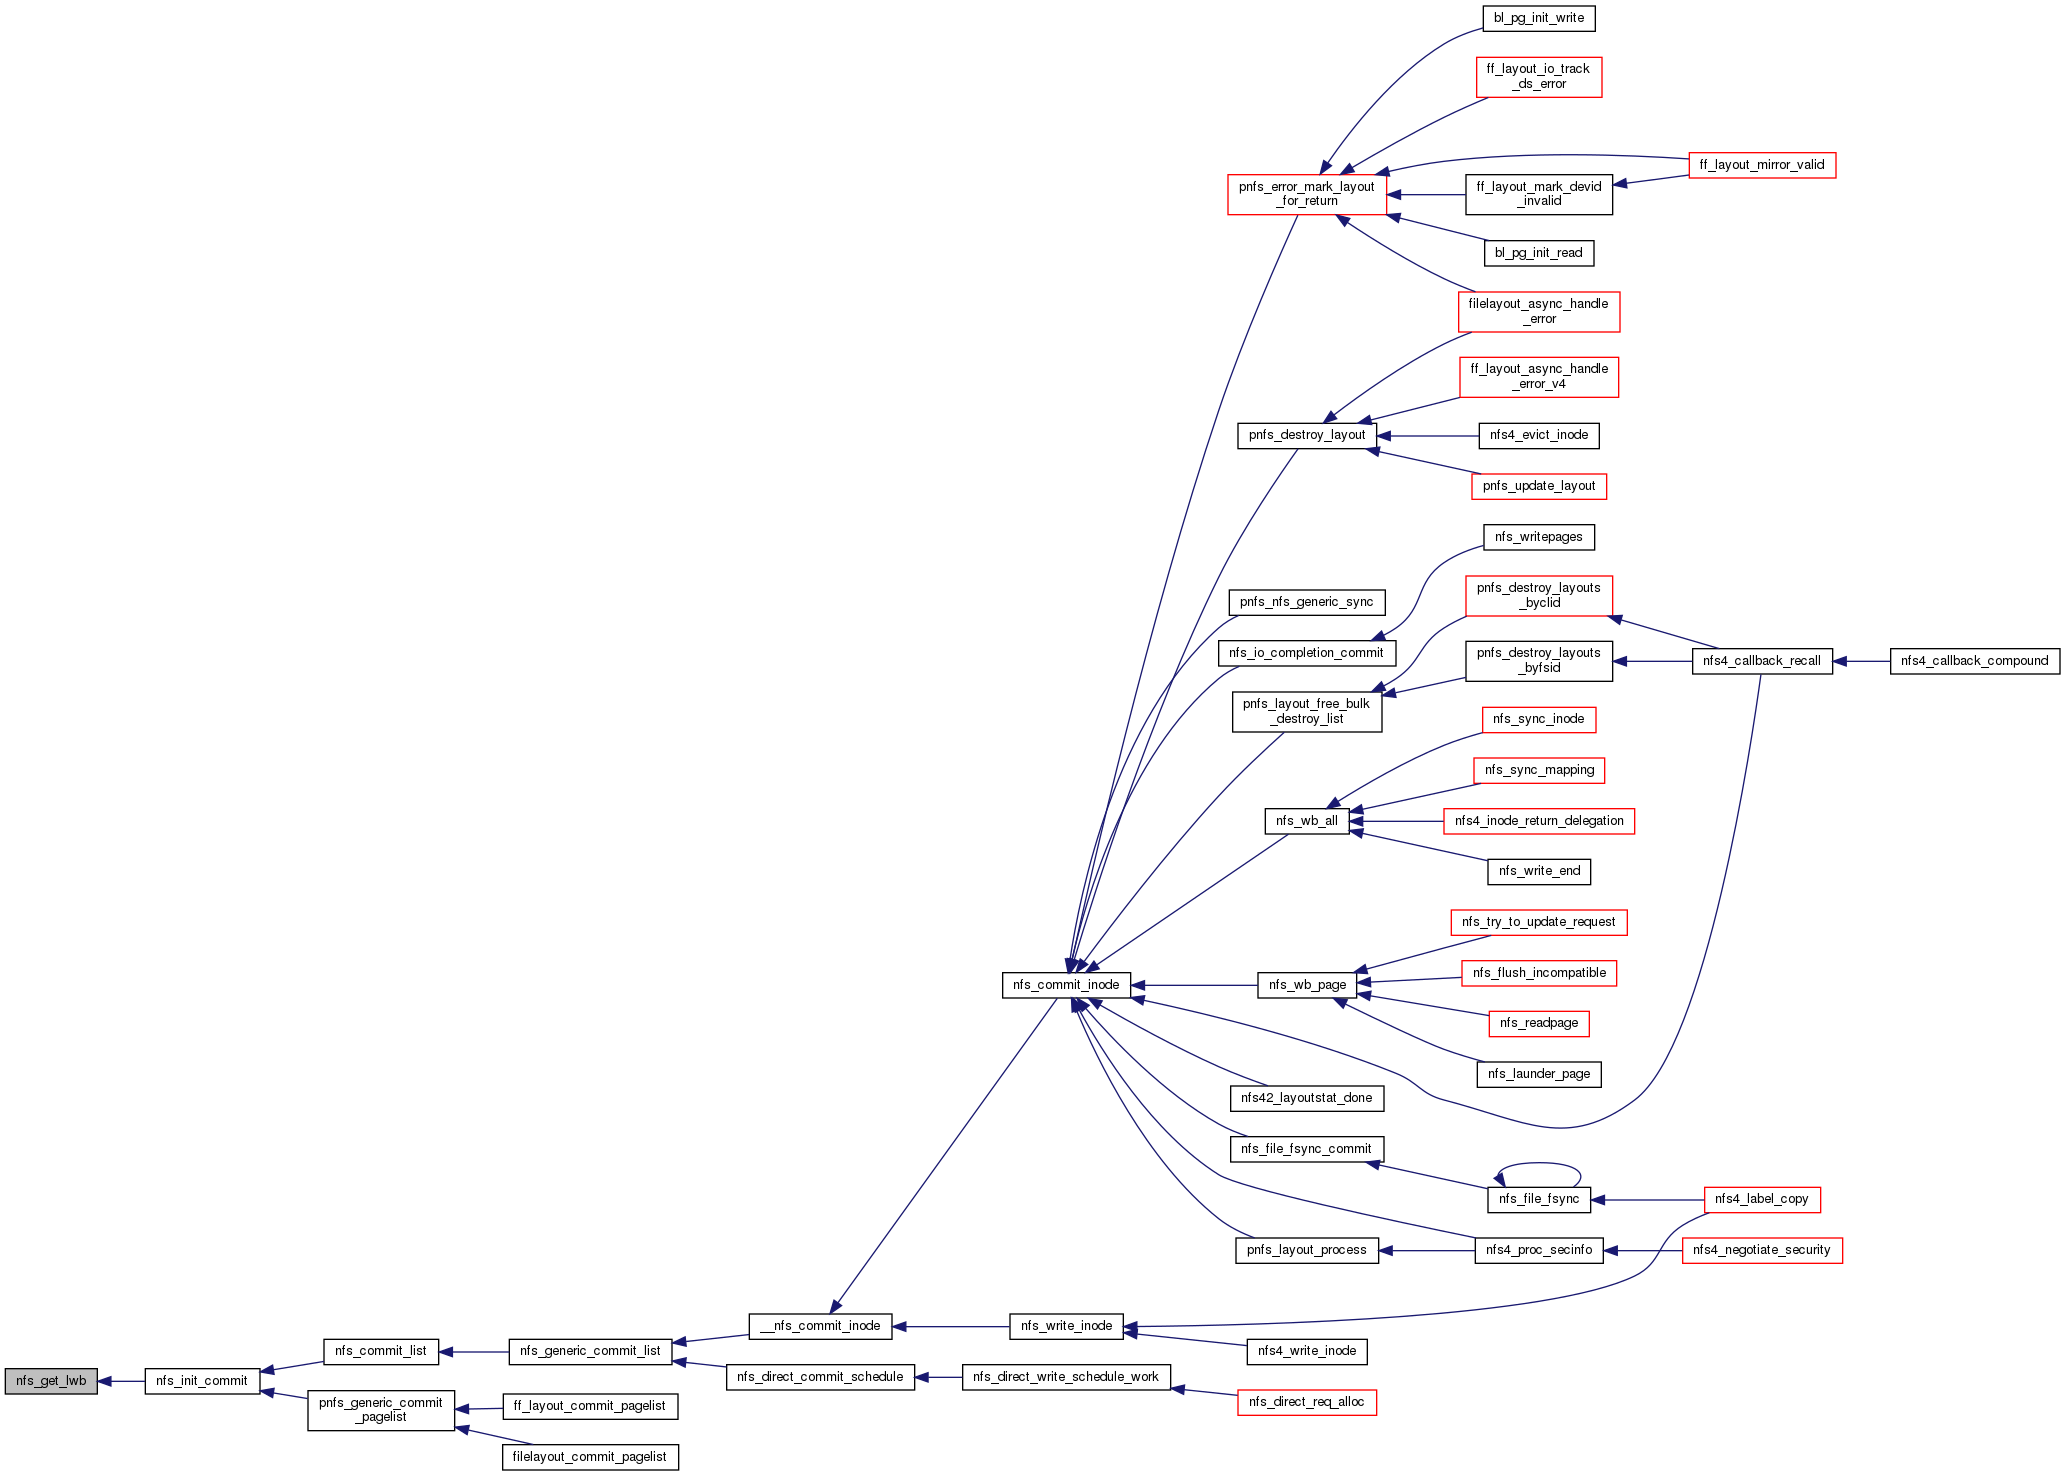 bl_pg_init_write
ff_layout_io_track
_ds_error
ff_layout_mirror_valid
pnfs_error_mark_layout
_for_return
ff_layout_mark_devid
_invalid
bl_pg_init_read
filelayout_async_handle
_error
ff_layout_async_handle
_error_v4
pnfs_destroy_layout
nfs4_evict_inode
pnfs_update_layout
nfs_writepages
pnfs_nfs_generic_sync
pnfs_destroy_layouts
_byclid
nfs_io_completion_commit
pnfs_destroy_layouts
_byfsid
nfs4_callback_recall
nfs4_callback_compound
pnfs_layout_free_bulk
_destroy_list
nfs_sync_inode
nfs_sync_mapping
nfs_wb_all
nfs4_inode_return_delegation
nfs_write_end
nfs_try_to_update_request
nfs_flush_incompatible
nfs_commit_inode
nfs_wb_page
nfs_readpage
nfs_launder_page
nfs42_layoutstat_done
nfs_file_fsync_commit
nfs_file_fsync
nfs4_label_copy
pnfs_layout_process
nfs4_proc_secinfo
nfs4_negotiate_security
__nfs_commit_inode
nfs_write_inode
nfs_commit_list
nfs_generic_commit_list
nfs4_write_inode
nfs_get_lwb
nfs_init_commit
nfs_direct_commit_schedule
nfs_direct_write_schedule_work
nfs_direct_req_alloc
pnfs_generic_commit
_pagelist
ff_layout_commit_pagelist
filelayout_commit_pagelist